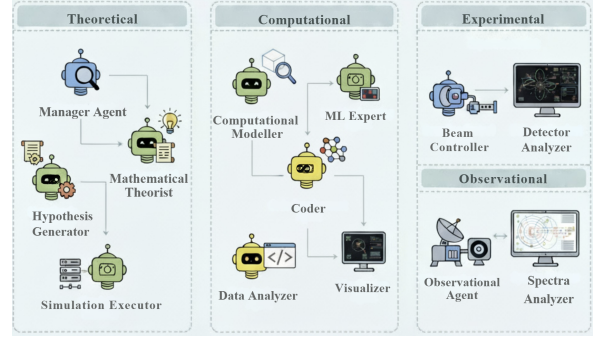 Theoretical
Manager Agent
Mathematical
Theorist
Hypothesis
Generator
Simulation Executor
Computational
Computational
Modeller
ML Expert
Coder
</>
Data Analyzer
Visualizer
Experimental
Beam
Controller
Detector
Analyzer
Observational
Observational
Agent
Spectra
Analyzer